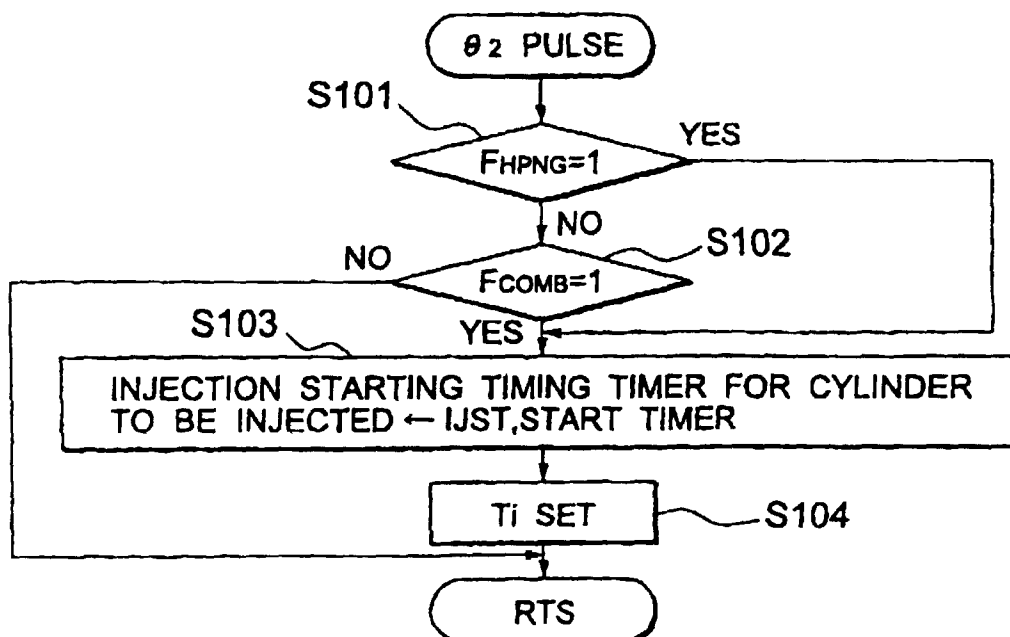 θ2 PULSE
S101
YES
FHPNG=1
NO
S102
NO
FCOMB=1
YES
S103
INJECTION STARTING TIMING TIMER FOR CYLINDER
TO BE INJECTED ← IJST,START TIMER
Ti SET
S104
RTS